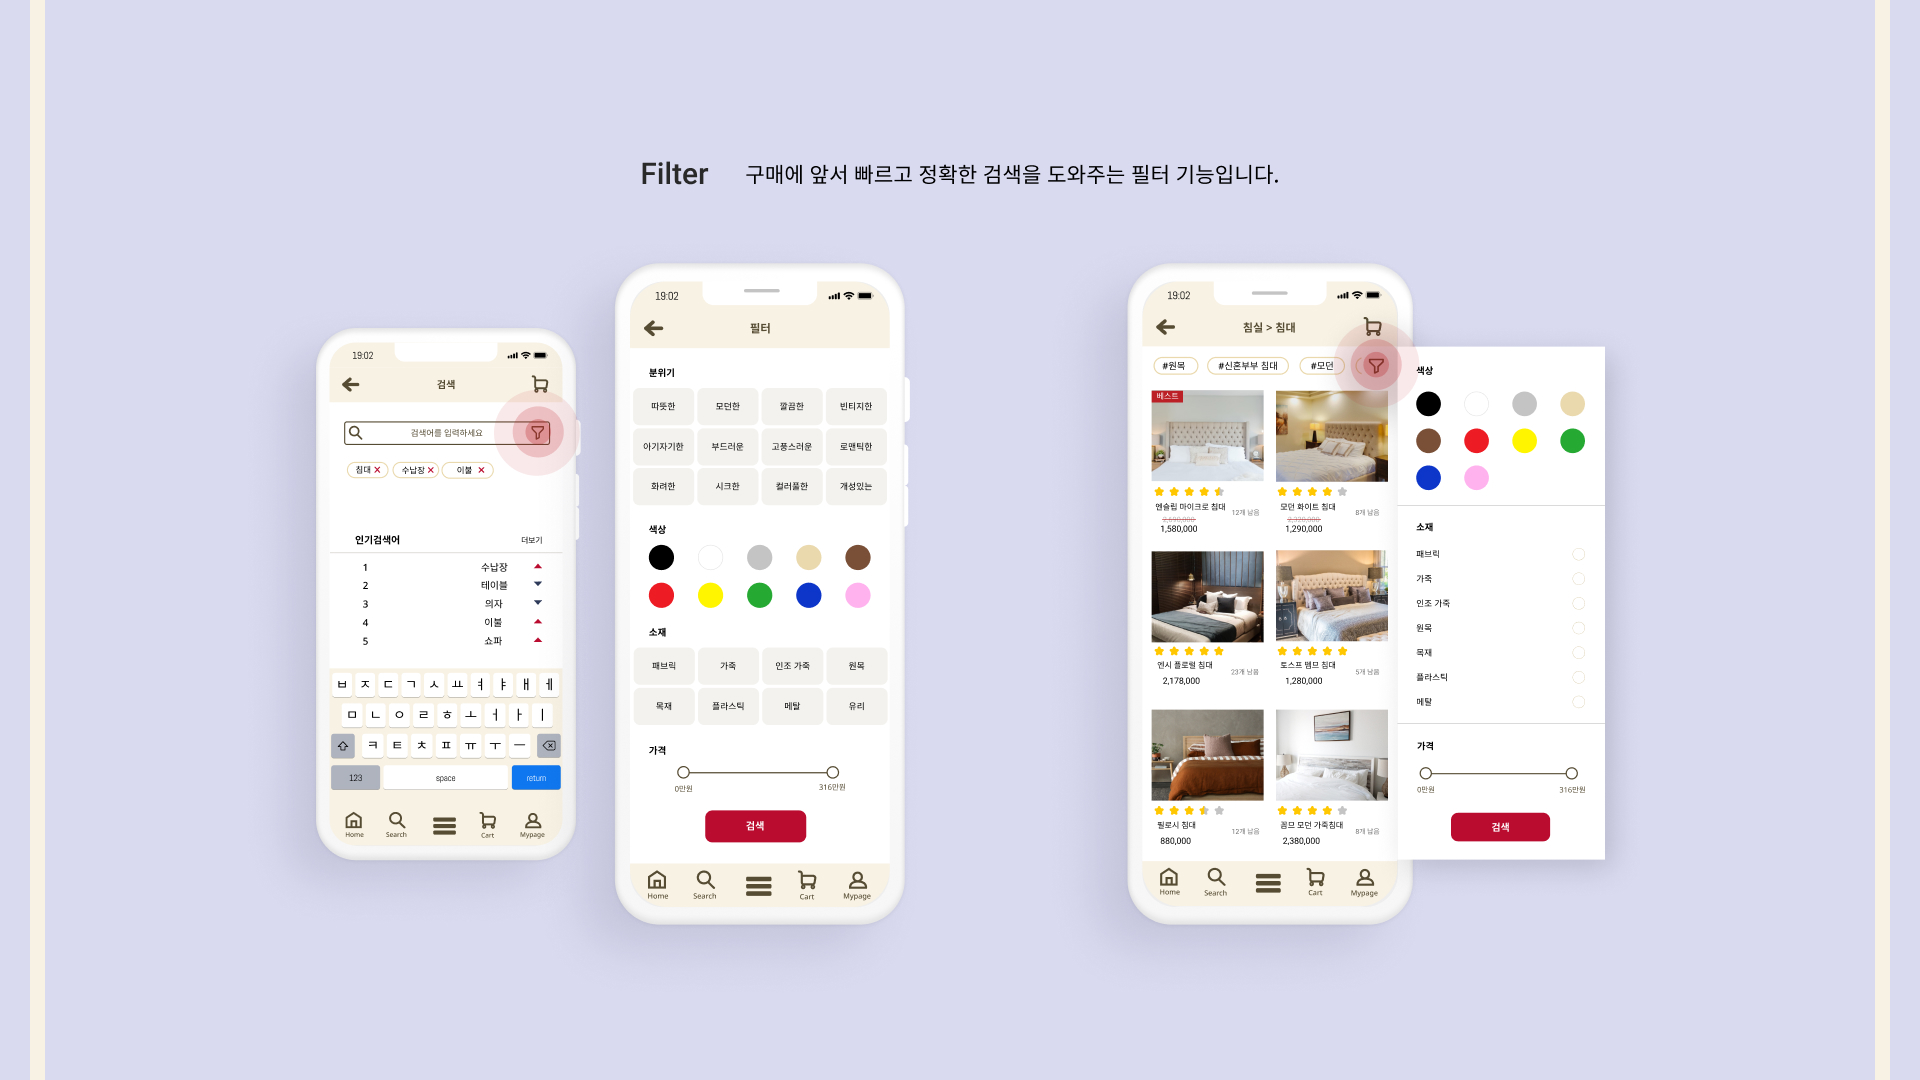 Filter 구매에 앞서 빠르고 정확한 검색을 도와주는 필터 기능입니다.
19:02
검색
검색어를 입력하세요
침대 수납장 이불
인기검색어 더보기
1 수납장
2 테이블
3 의자
4 이불
5 쇼파
ㅂ ㅈ ㄷ ㄱ ㅅ ㅛ ㅕ ㅑ ㅐ ㅔ
ㅁ ㄴ ㅇ ㄹ ㅎ ㅗ ㅓ ㅏ ㅣ
ㅋ ㅌ ㅊ ㅍ ㅠ ㅜ ㅡ
123 space return
Home Search Cart Mypage
19:02
필터
분위기
따뜻한 모던한 깔끔한 빈티지한
아기자기한 부드러운 고풍스러운 로맨틱한
화려한 시크한 컬러풀한 개성있는
색상
소재
패브릭 가죽 인조 가죽 원목
목재 플라스틱 메탈 유리
가격
0만원 316만원
검색
Home Search Cart Mypage
19:02
침실 > 침대
#원목 #신혼부부 침대 #모던
베스트
엔슬립 마이크로 침대 12개 남음
2,650,000
1,580,000
모던 화이트 침대 8개 남음
2,320,000
1,290,000
엔시 플로럴 침대 23개 남음
2,178,000
토스프 템브 침대 5개 남음
1,280,000
필로시 침대 12개 남음
880,000
꼼므 모던 가죽침대 8개 남음
2,380,000
Home Search Cart Mypage
색상
소재
패브릭
가죽
인조 가죽
원목
목재
플라스틱
메탈
가격
0만원 316만원
검색